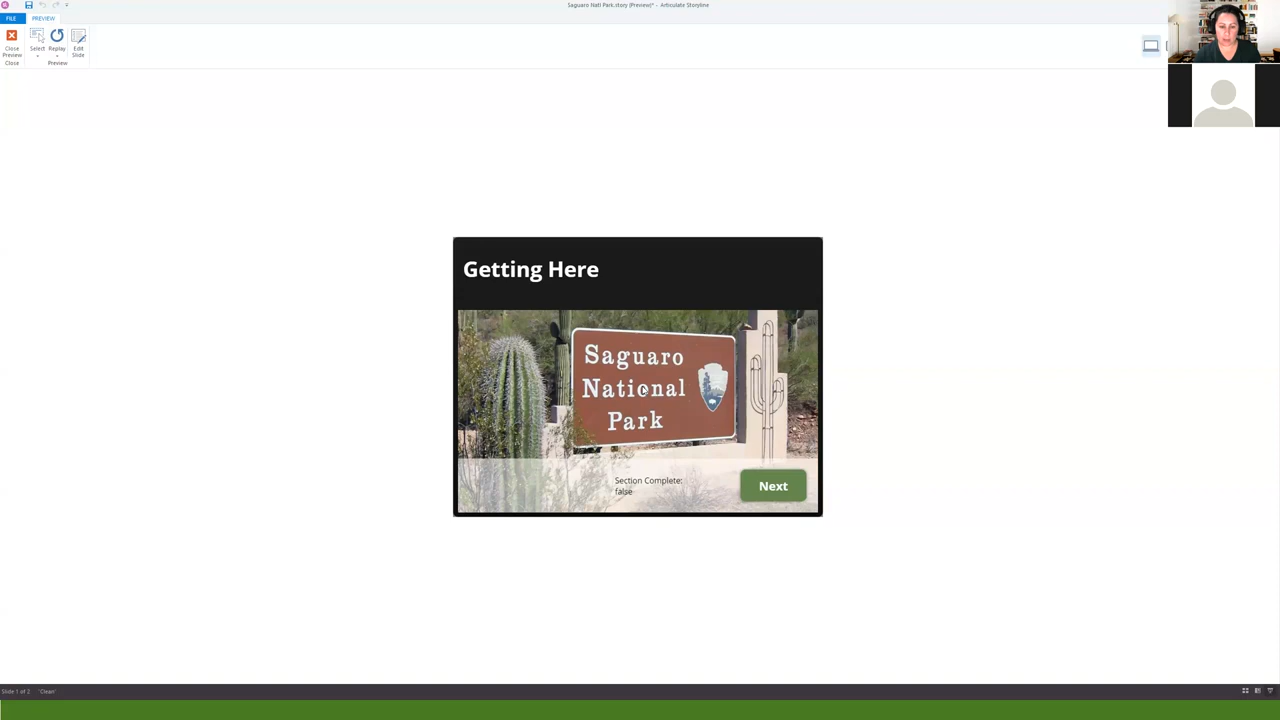 Saguaro Natl Park.story (Preview)* - Articulate Storyline
FILE
PREVIEW
Close
Preview
Select
Replay
Edit
Slide
Close
Preview
Getting Here
Saguaro
National
Park
Section Complete:
false
Next
Slide 1 of 2
'Clean'